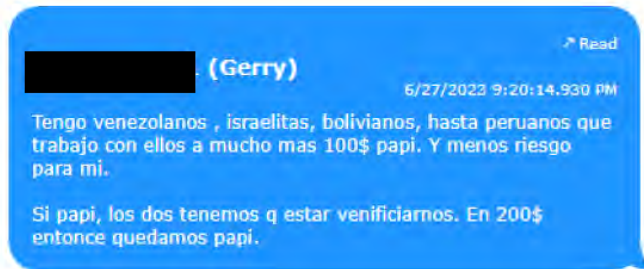 ↗ Read
(Gerry)
6/27/2023 9:20:14.930 PM
Tengo venezolanos , israelitas, bolivianos, hasta peruanos que
trabajo con ellos a mucho mas 100$ papi. Y menos riesgo
para mi.
Si papi, los dos tenemos q estar venificiarnos. En 200$
entonce quedamos papi.